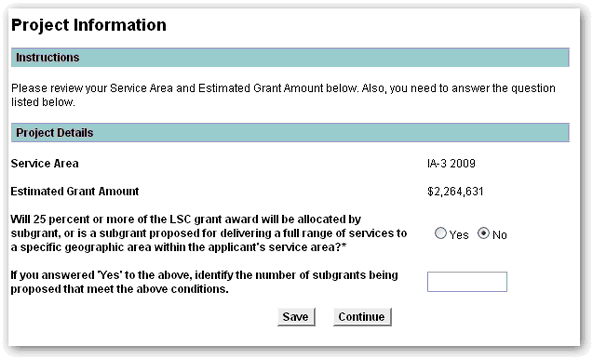 Project Information
Instructions
Please review your Service Area and Estimated Grant Amount below. Also, you need to answer the question
listed below.
Project Details
Service Area IA-3 2009
Estimated Grant Amount $2,264,631
Will 25 percent or more of the LSC grant award will be allocated by
subgrant, or is a subgrant proposed for delivering a full range of services to
a specific geographic area within the applicant's service area?*
Yes No
If you answered 'Yes' to the above, identify the number of subgrants being
proposed that meet the above conditions.
Save Continue